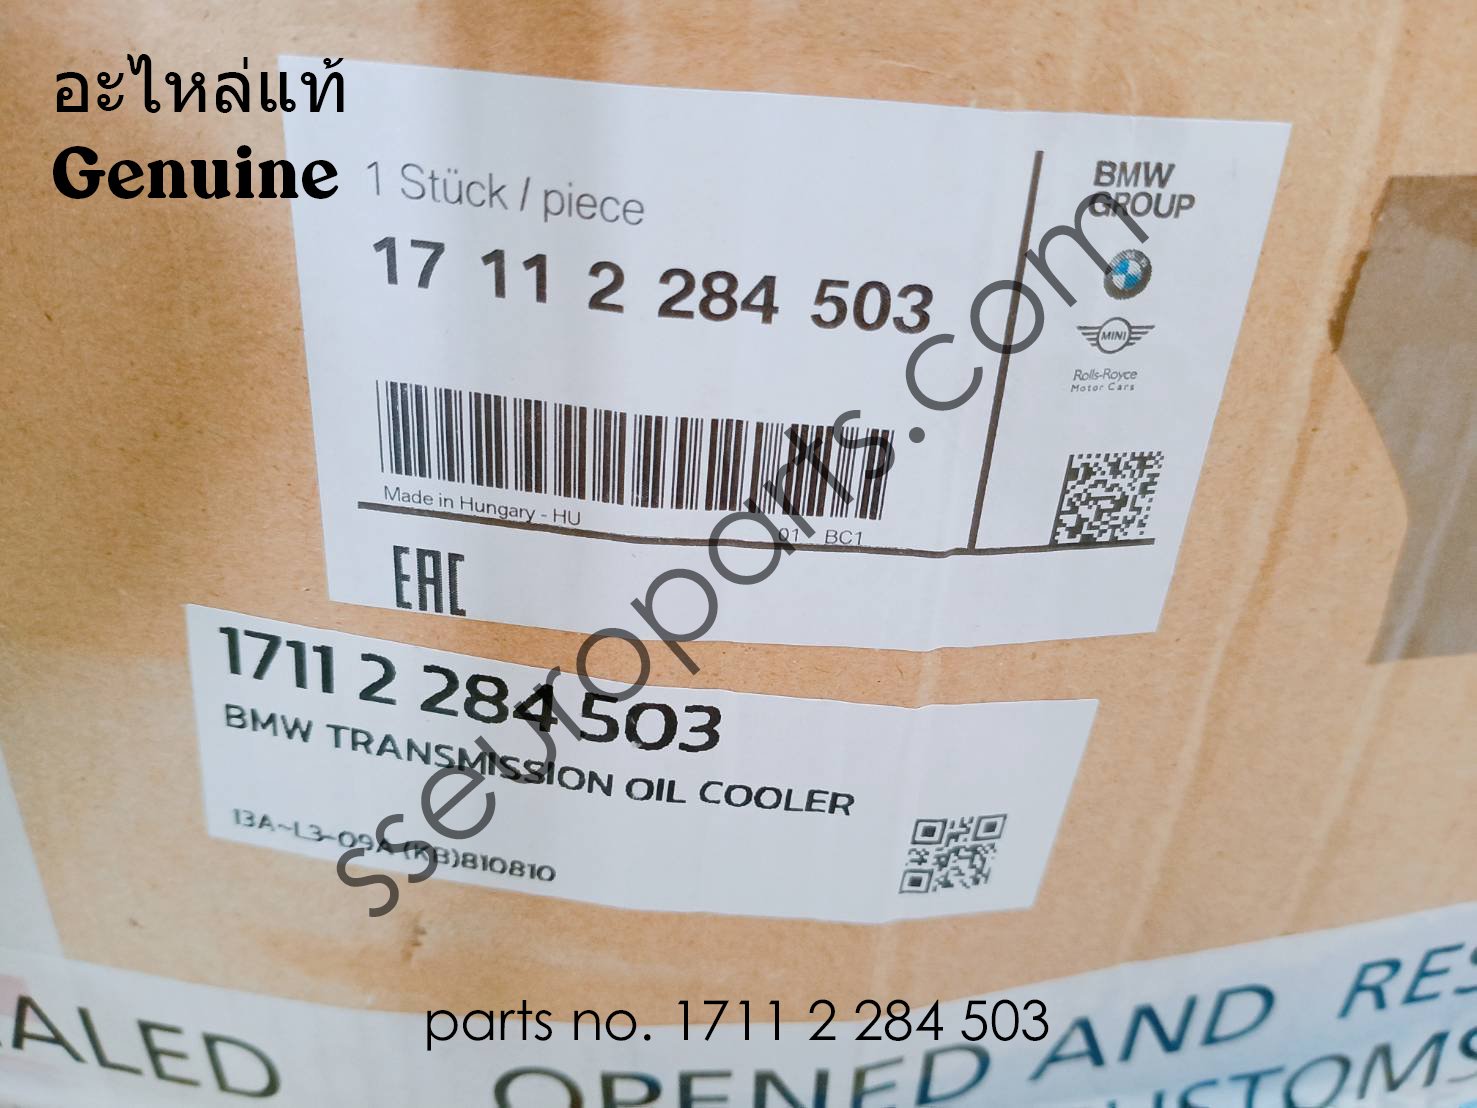 อะไหล่แท้
Genuine
1 Stück / piece
17 11 2 284 503
BMW
GROUP
MINI
Rolls-Royce
Motor Cars
Made in Hungary - HU
01 BC1
EAC
1711 2 284 503
BMW TRANSMISSION OIL COOLER
13A-L3-09A (KB)810810
sseuroparts.com
parts no. 1711 2 284 503
ALED
OPENED AND RES
CUSTOMS